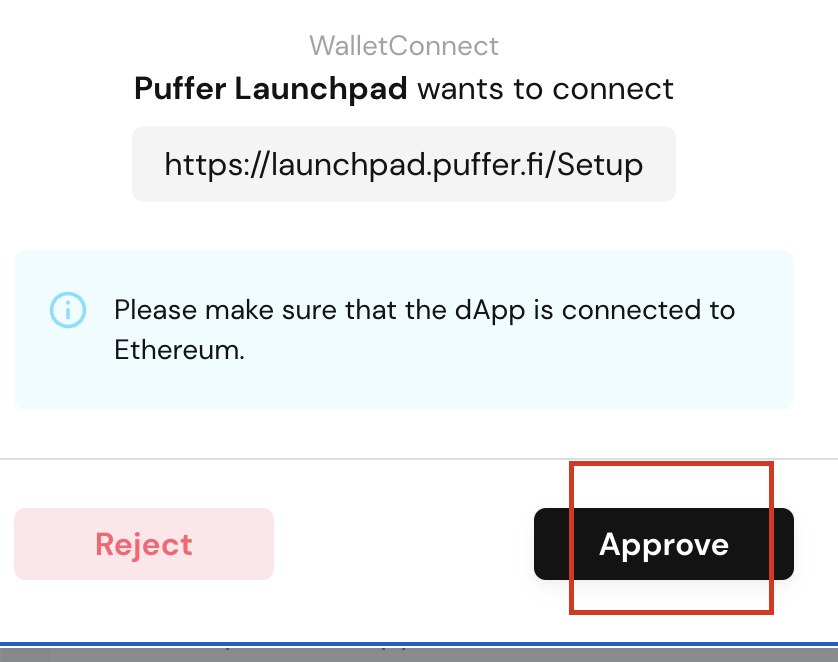 WalletConnect
Puffer Launchpad wants to connect
https://launchpad.puffer.fi/Setup
Please make sure that the dApp is connected to
Ethereum.
Reject
Approve